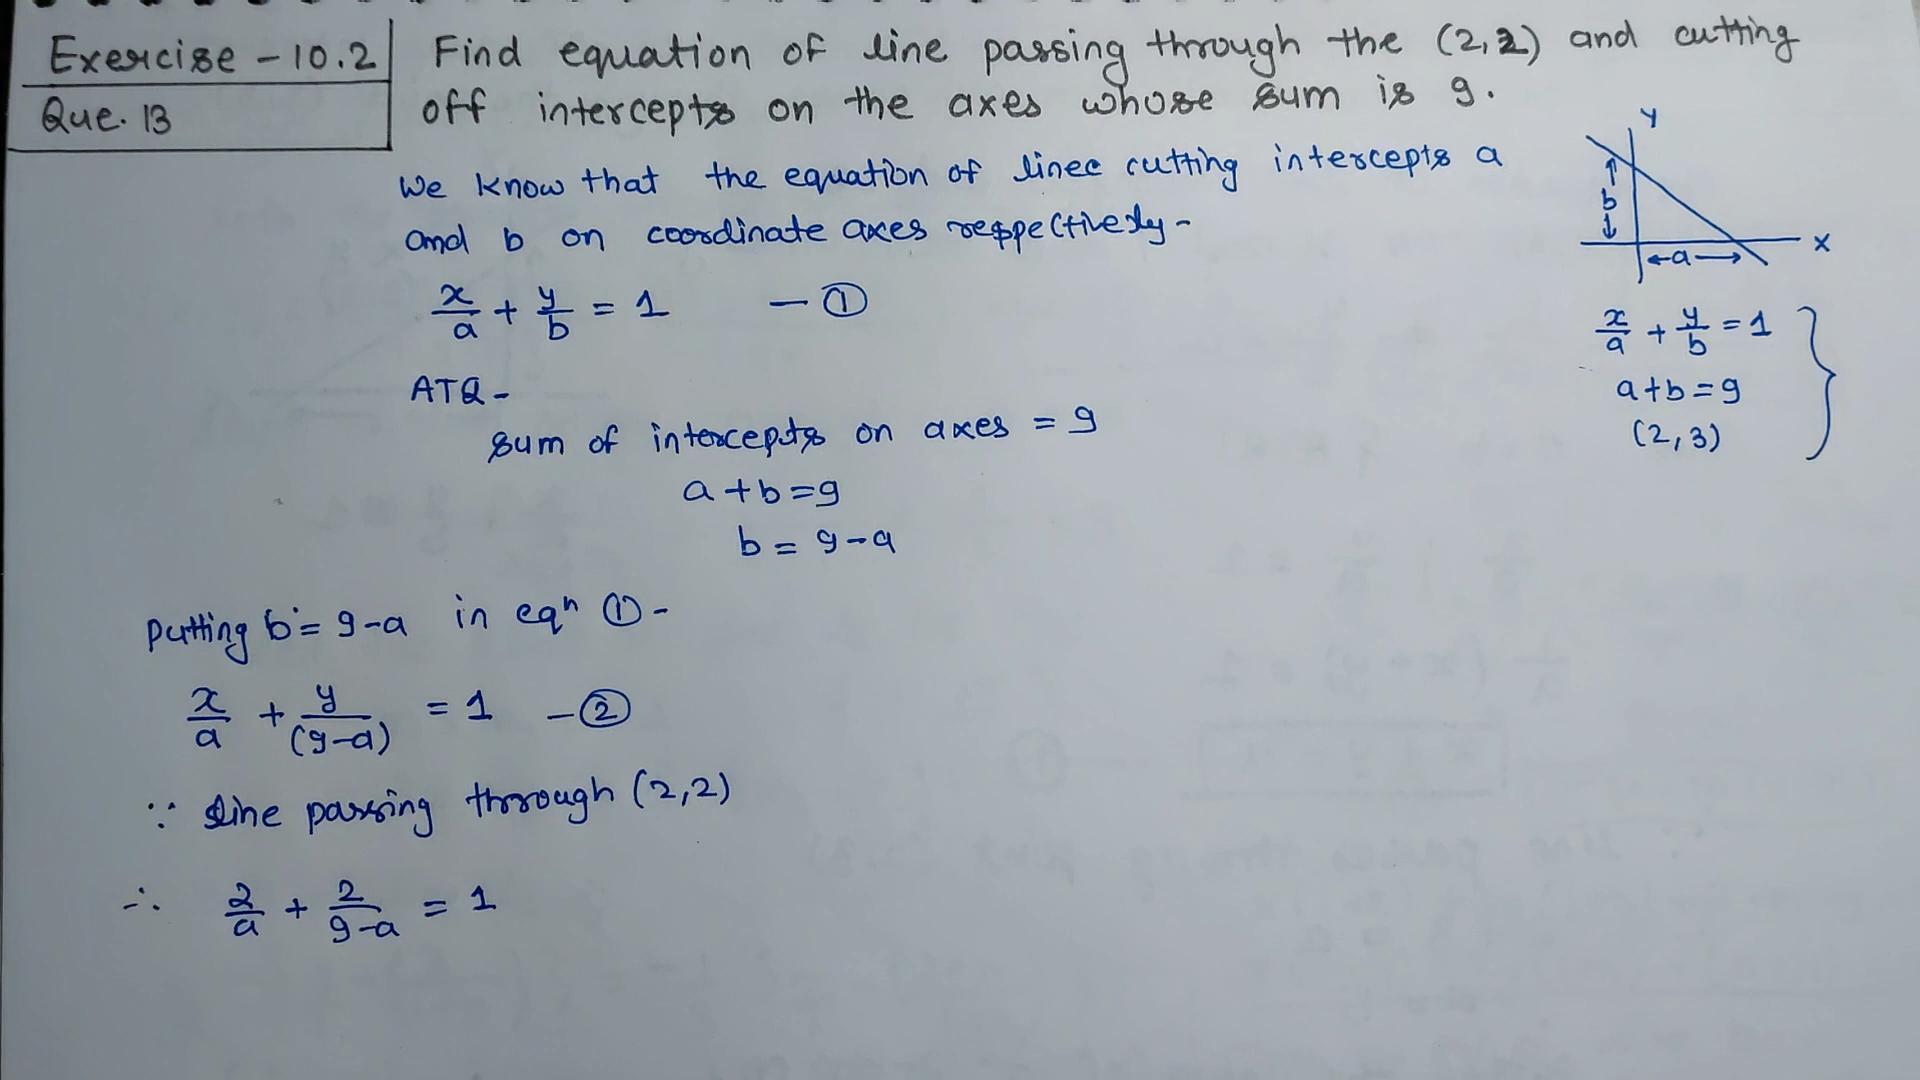 Exercise - 10.2
Que. 13
Find equation of line passing through the (2,2) and cutting
off intercepts on the axes whose sum is 9.
We know that the equation of linee cutting intercepts a
and b on coordinate axes respectively -
x/a + y/b = 1 - ①
ATQ -
sum of intercepts on axes = 9
a + b = 9
b = 9 - a
Putting b = 9-a in eqⁿ ① -
x/a + y/(9-a) = 1 - ②
∵ line passing through (2,2)
∴ 2/a + 2/9-a = 1
y
b
a
x
x/a + y/b = 1
a + b = 9
(2,3)